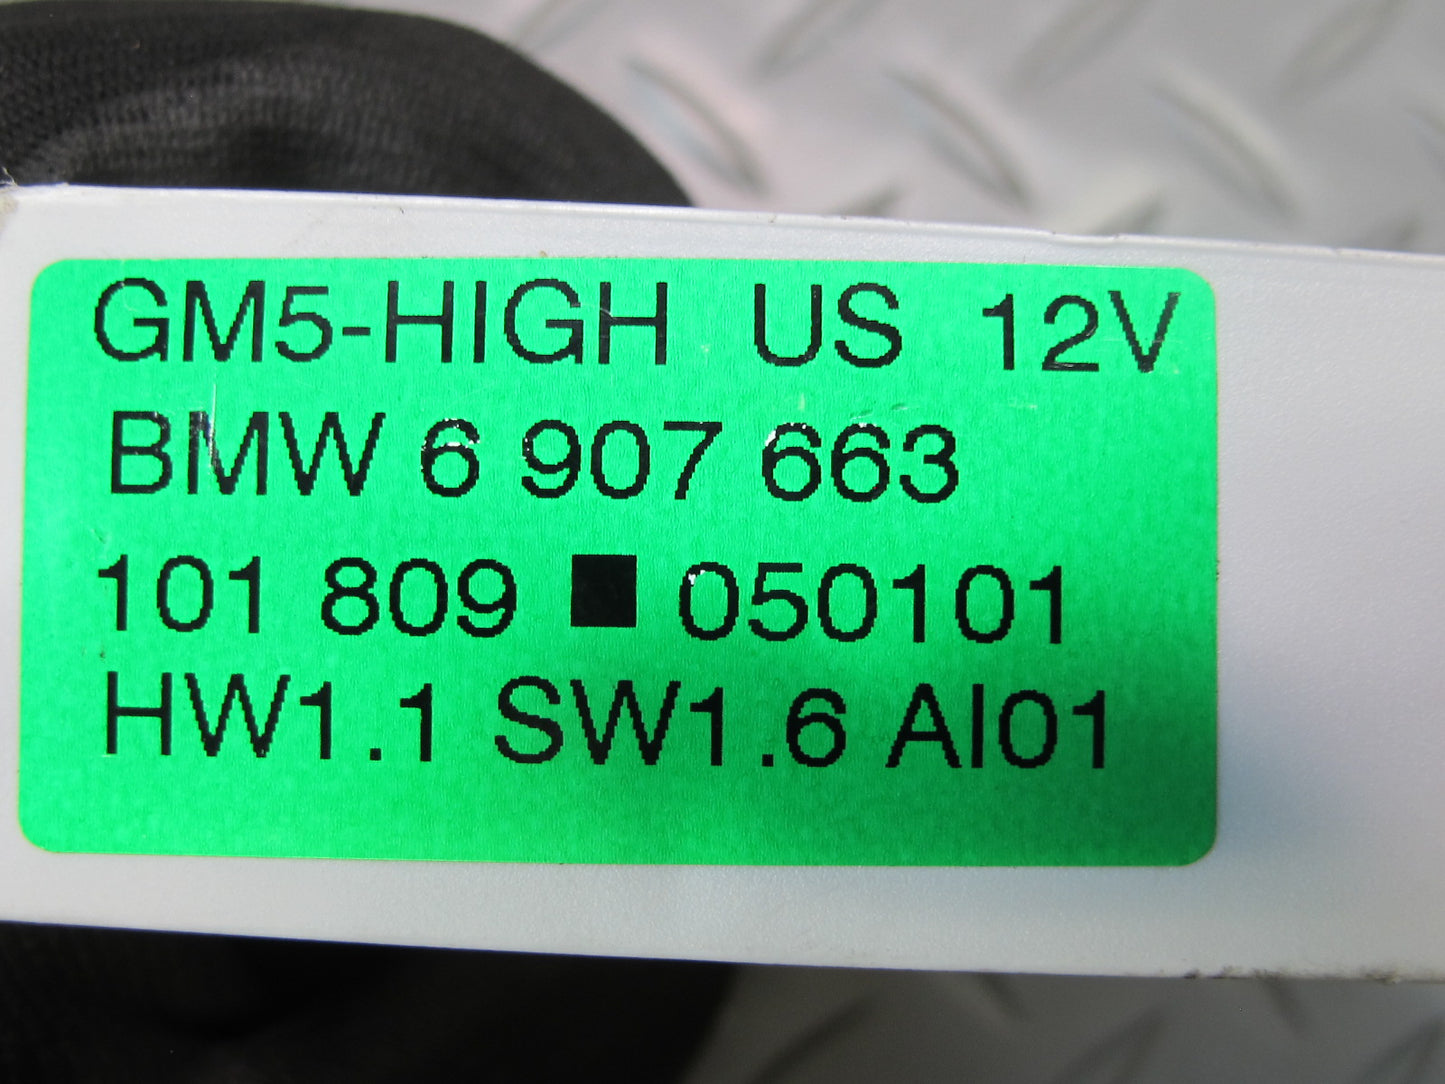 GM5-HIGH US 12V
BMW 6 907 663
101 809 ■ 050101
HW1.1 SW1.6 AI01